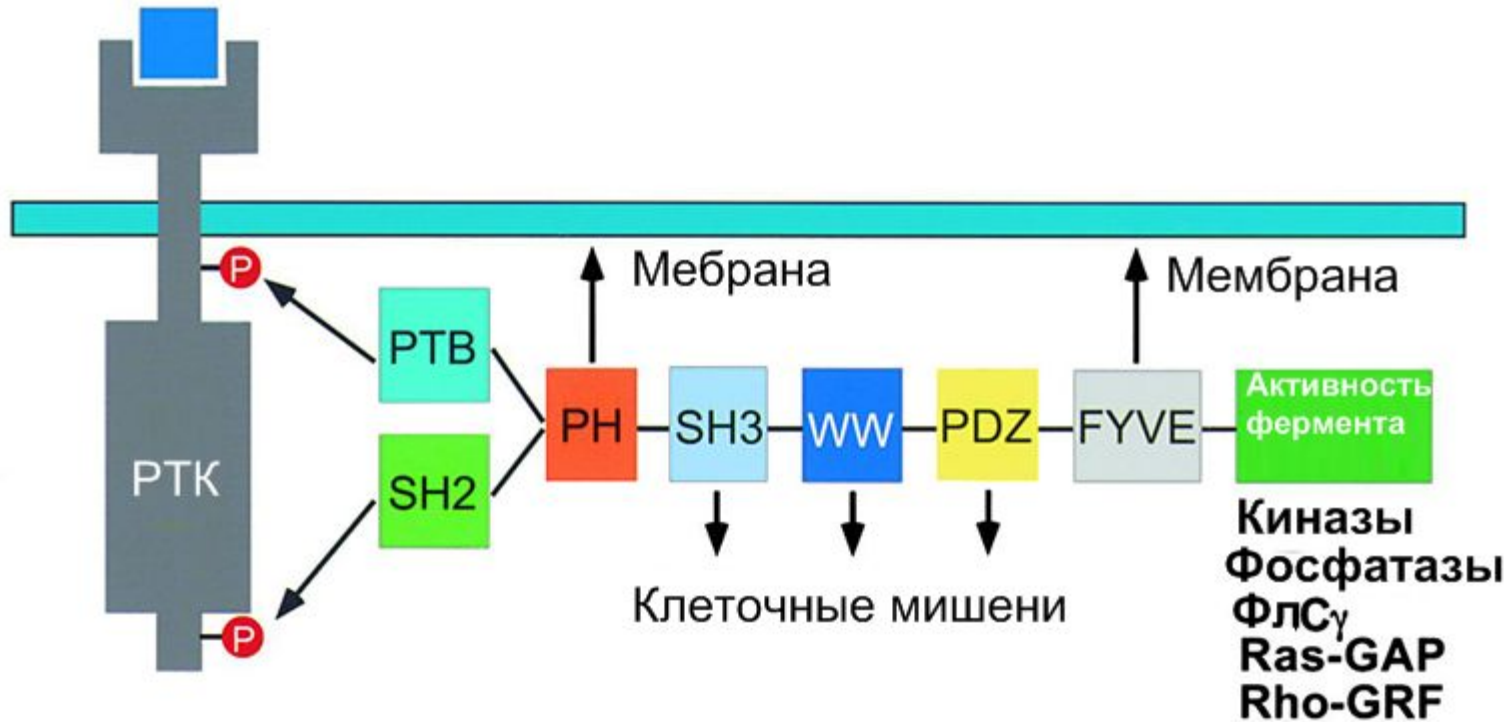 P
Мебрана
Мембрана
PTB
PH
SH3
WW
PDZ
FYVE
Активность
фермента
РТК
SH2
P
Клеточные мишени
Киназы
Фосфатазы
ФлСγ
Ras-GAP
Rho-GRF